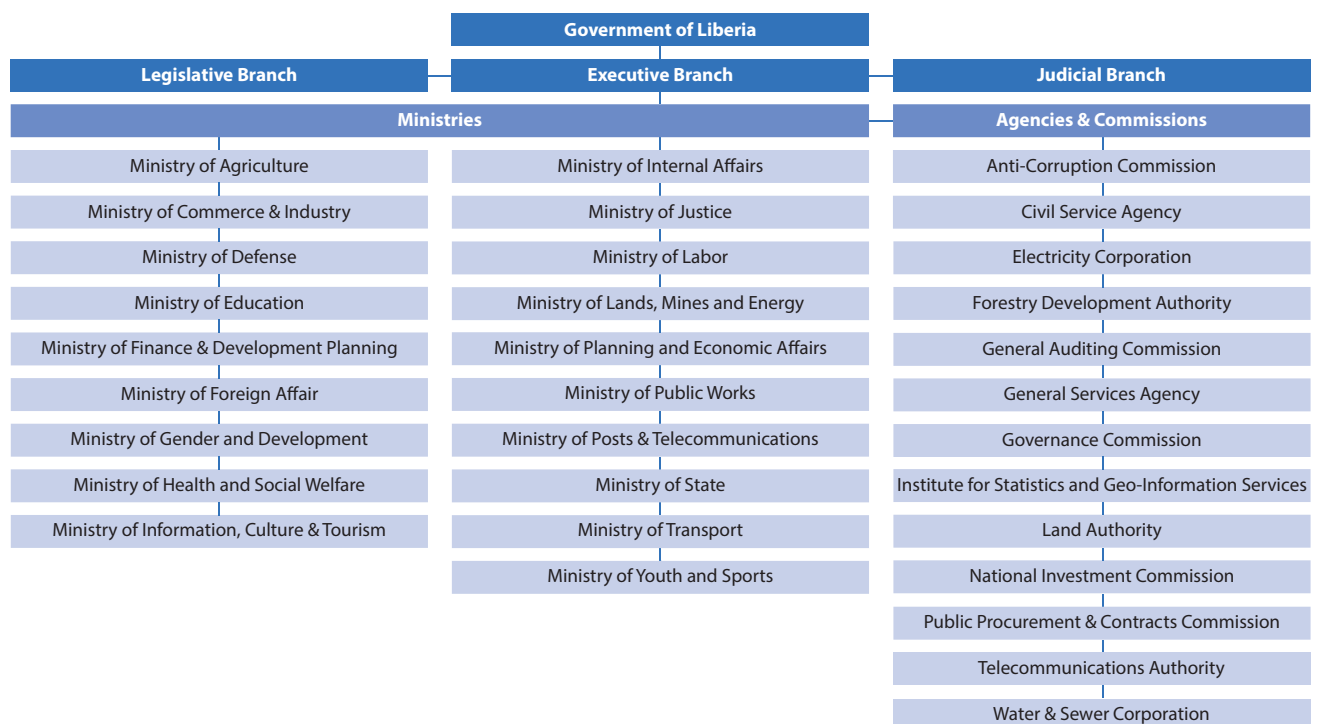 Government of Liberia
Legislative Branch
Executive Branch
Judicial Branch
Ministries
Agencies & Commissions
Ministry of Agriculture
Ministry of Commerce & Industry
Ministry of Defense
Ministry of Education
Ministry of Finance & Development Planning
Ministry of Foreign Affair
Ministry of Gender and Development
Ministry of Health and Social Welfare
Ministry of Information, Culture & Tourism
Ministry of Internal Affairs
Ministry of Justice
Ministry of Labor
Ministry of Lands, Mines and Energy
Ministry of Planning and Economic Affairs
Ministry of Public Works
Ministry of Posts & Telecommunications
Ministry of State
Ministry of Transport
Ministry of Youth and Sports
Anti-Corruption Commission
Civil Service Agency
Electricity Corporation
Forestry Development Authority
General Auditing Commission
General Services Agency
Governance Commission
Institute for Statistics and Geo-Information Services
Land Authority
National Investment Commission
Public Procurement & Contracts Commission
Telecommunications Authority
Water & Sewer Corporation